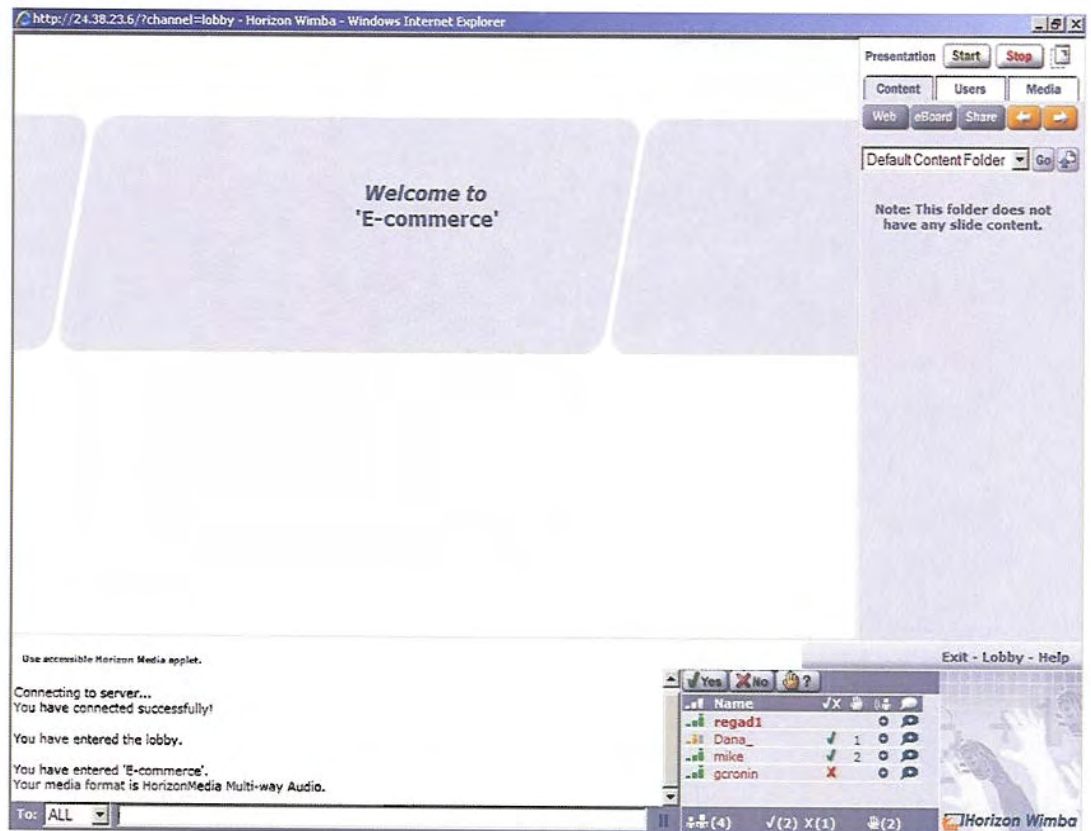 http://24.38.23.6/?channel=lobby - Horizon Wimba - Windows Internet Explorer
Presentation Start Stop
Content Users Media
Web eBoard Share
Default Content Folder Go
Note: This folder does not
have any slide content.
Welcome to
'E-commerce'
Use accessible Horizon Media applet.
Exit - Lobby - Help
Connecting to server...
You have connected successfully!
You have entered the lobby.
You have entered 'E-commerce'.
Your media format is HorizonMedia Multi-way Audio.
To: ALL
Yes No ?
Name √X
regad1
Dana_ 1
mike 2
gcronin
(4) √(2) X(1) (2)
Horizon Wimba